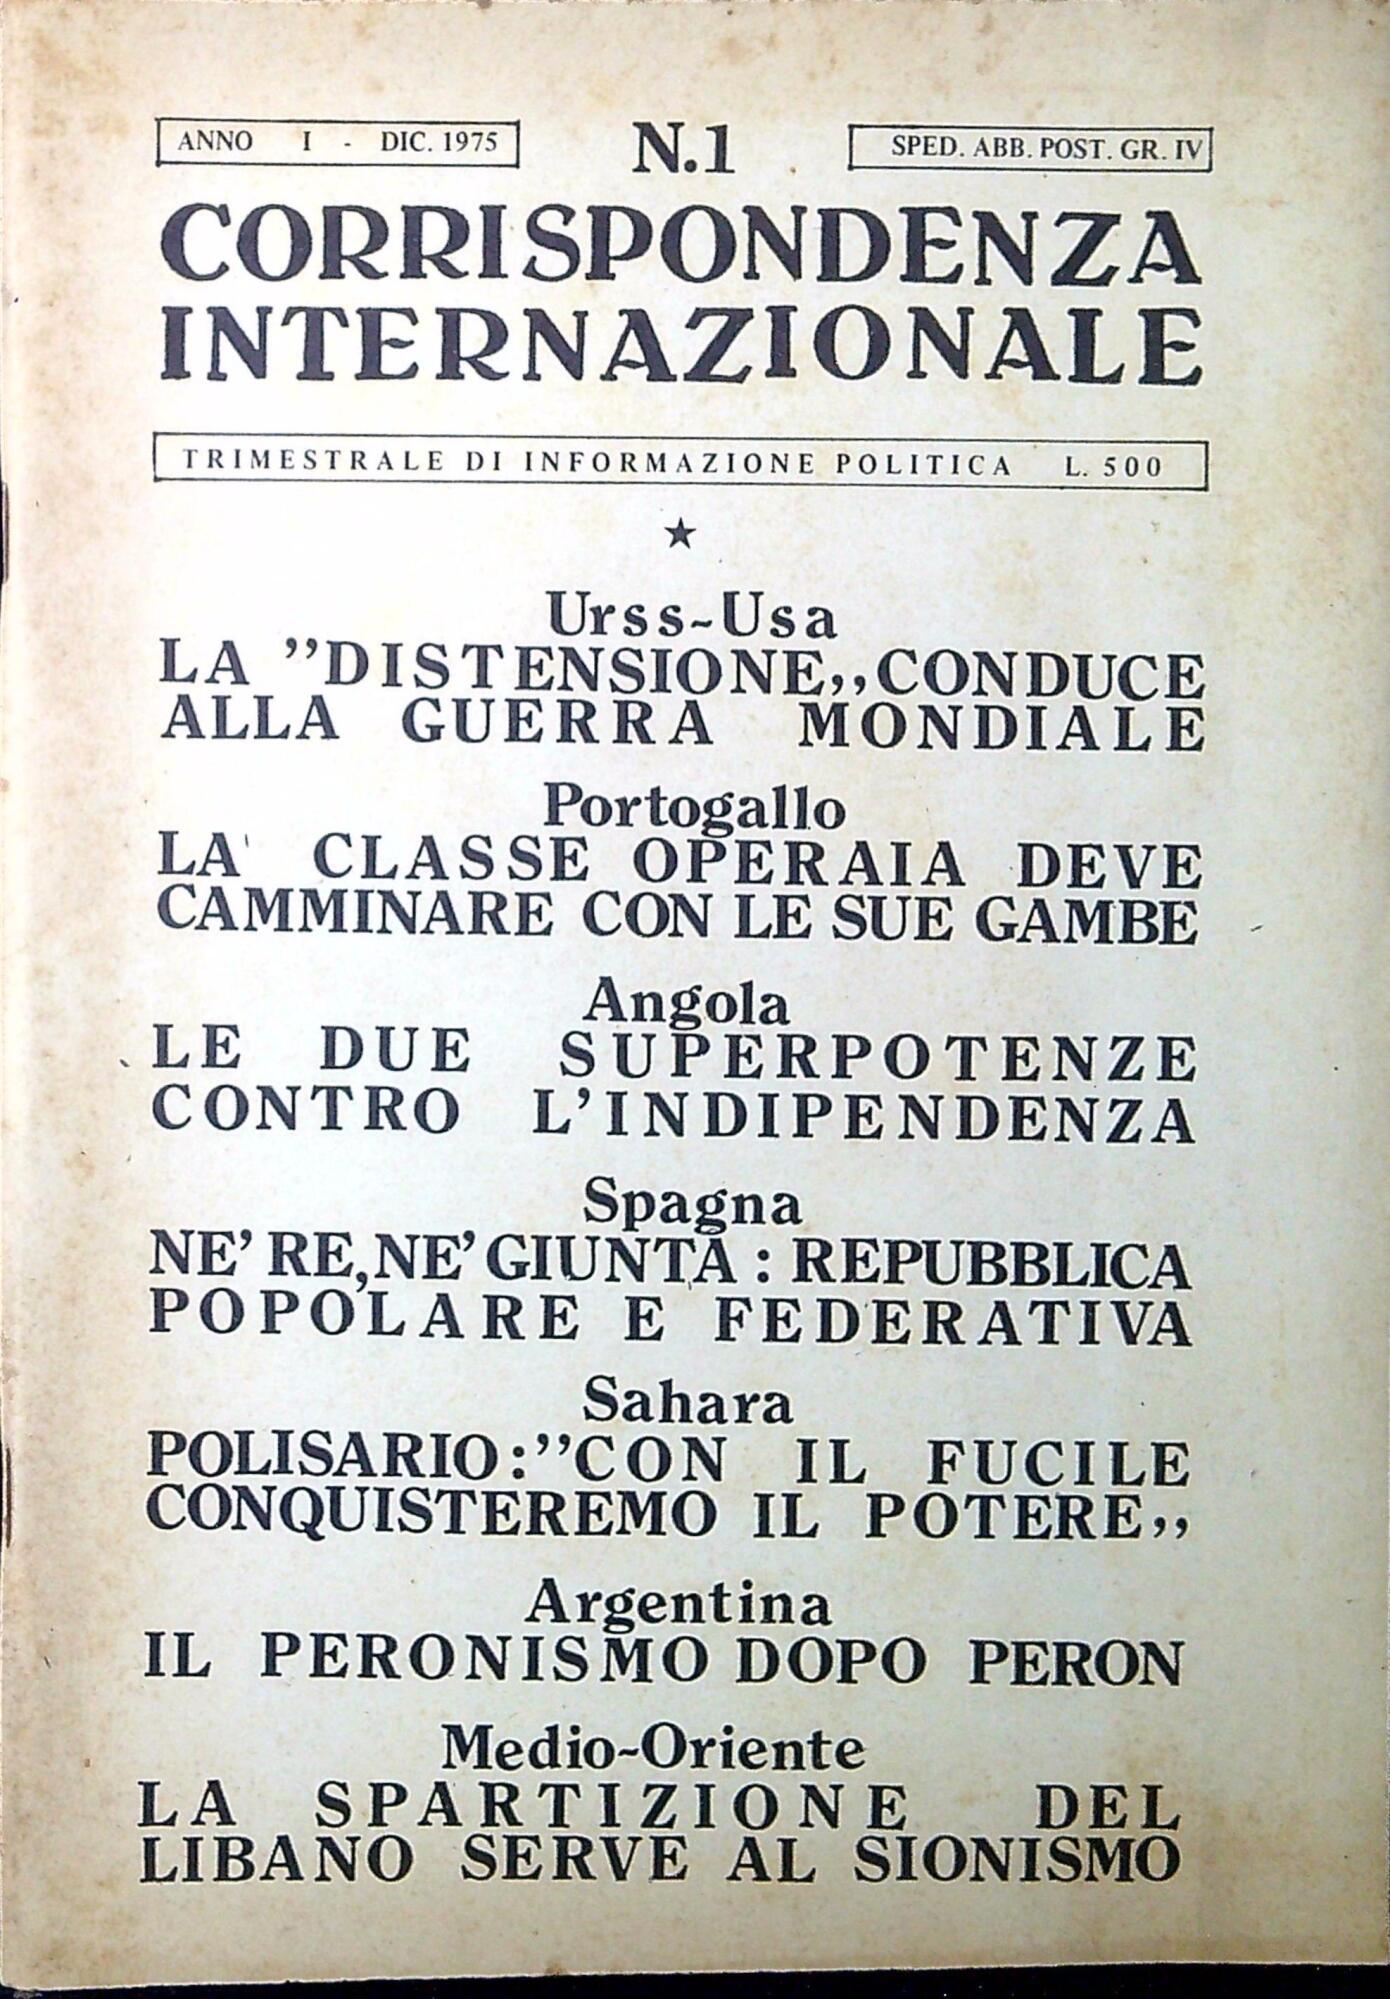 ANNO I - DIC. 1975
N.1
SPED. ABB. POST. GR. IV
CORRISPONDENZA
INTERNAZIONALE
TRIMESTRALE DI INFORMAZIONE POLITICA L. 500
★
Urss-Usa
LA ”DISTENSIONE,, CONDUCE
ALLA GUERRA MONDIALE
Portogallo
LA CLASSE OPERAIA DEVE
CAMMINARE CON LE SUE GAMBE
Angola
LE DUE SUPERPOTENZE
CONTRO L’INDIPENDENZA
Spagna
NE’ RE, NE’ GIUNTA : REPUBBLICA
POPOLARE E FEDERATIVA
Sahara
POLISARIO : ”CON IL FUCILE
CONQUISTEREMO IL POTERE,,
Argentina
IL PERONISMO DOPO PERON
Medio-Oriente
LA SPARTIZIONE DEL
LIBANO SERVE AL SIONISMO